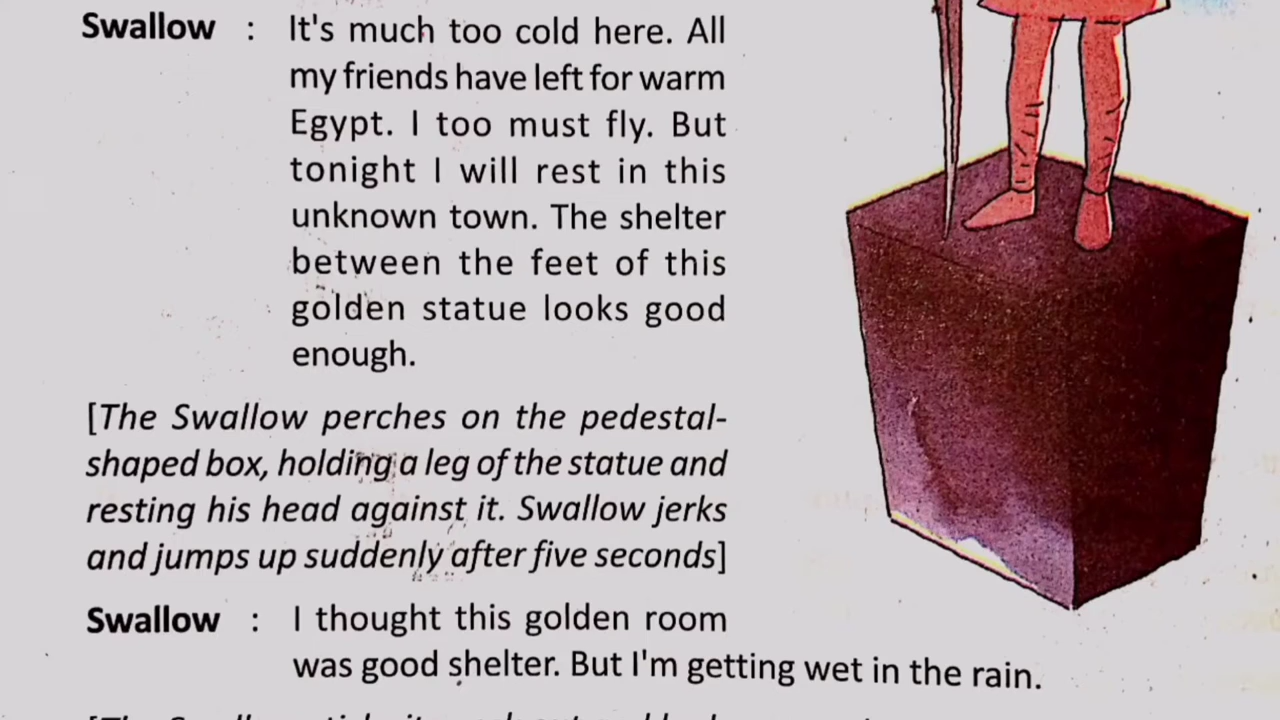 Swallow : It's much too cold here. All
my friends have left for warm
Egypt. I too must fly. But
tonight I will rest in this
unknown town. The shelter
between the feet of this
golden statue looks good
enough.
[The Swallow perches on the pedestal-
shaped box, holding a leg of the statue and
resting his head against it. Swallow jerks
and jumps up suddenly after five seconds]
Swallow : I thought this golden room
was good shelter. But I'm getting wet in the rain.
[The Swallow